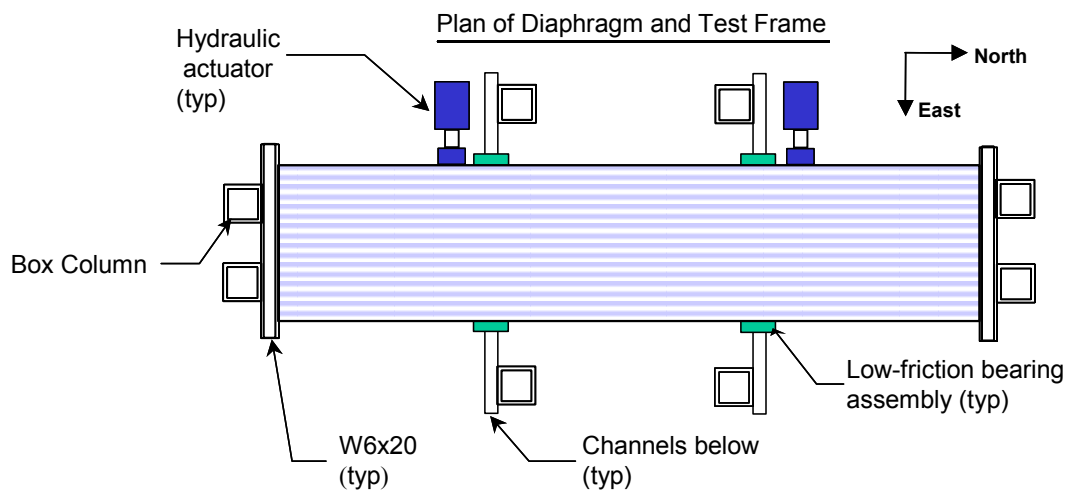 Plan of Diaphragm and Test Frame
Hydraulic
actuator
(typ)
North
East
Box Column
Low-friction bearing
assembly (typ)
W6x20
(typ)
Channels below
(typ)